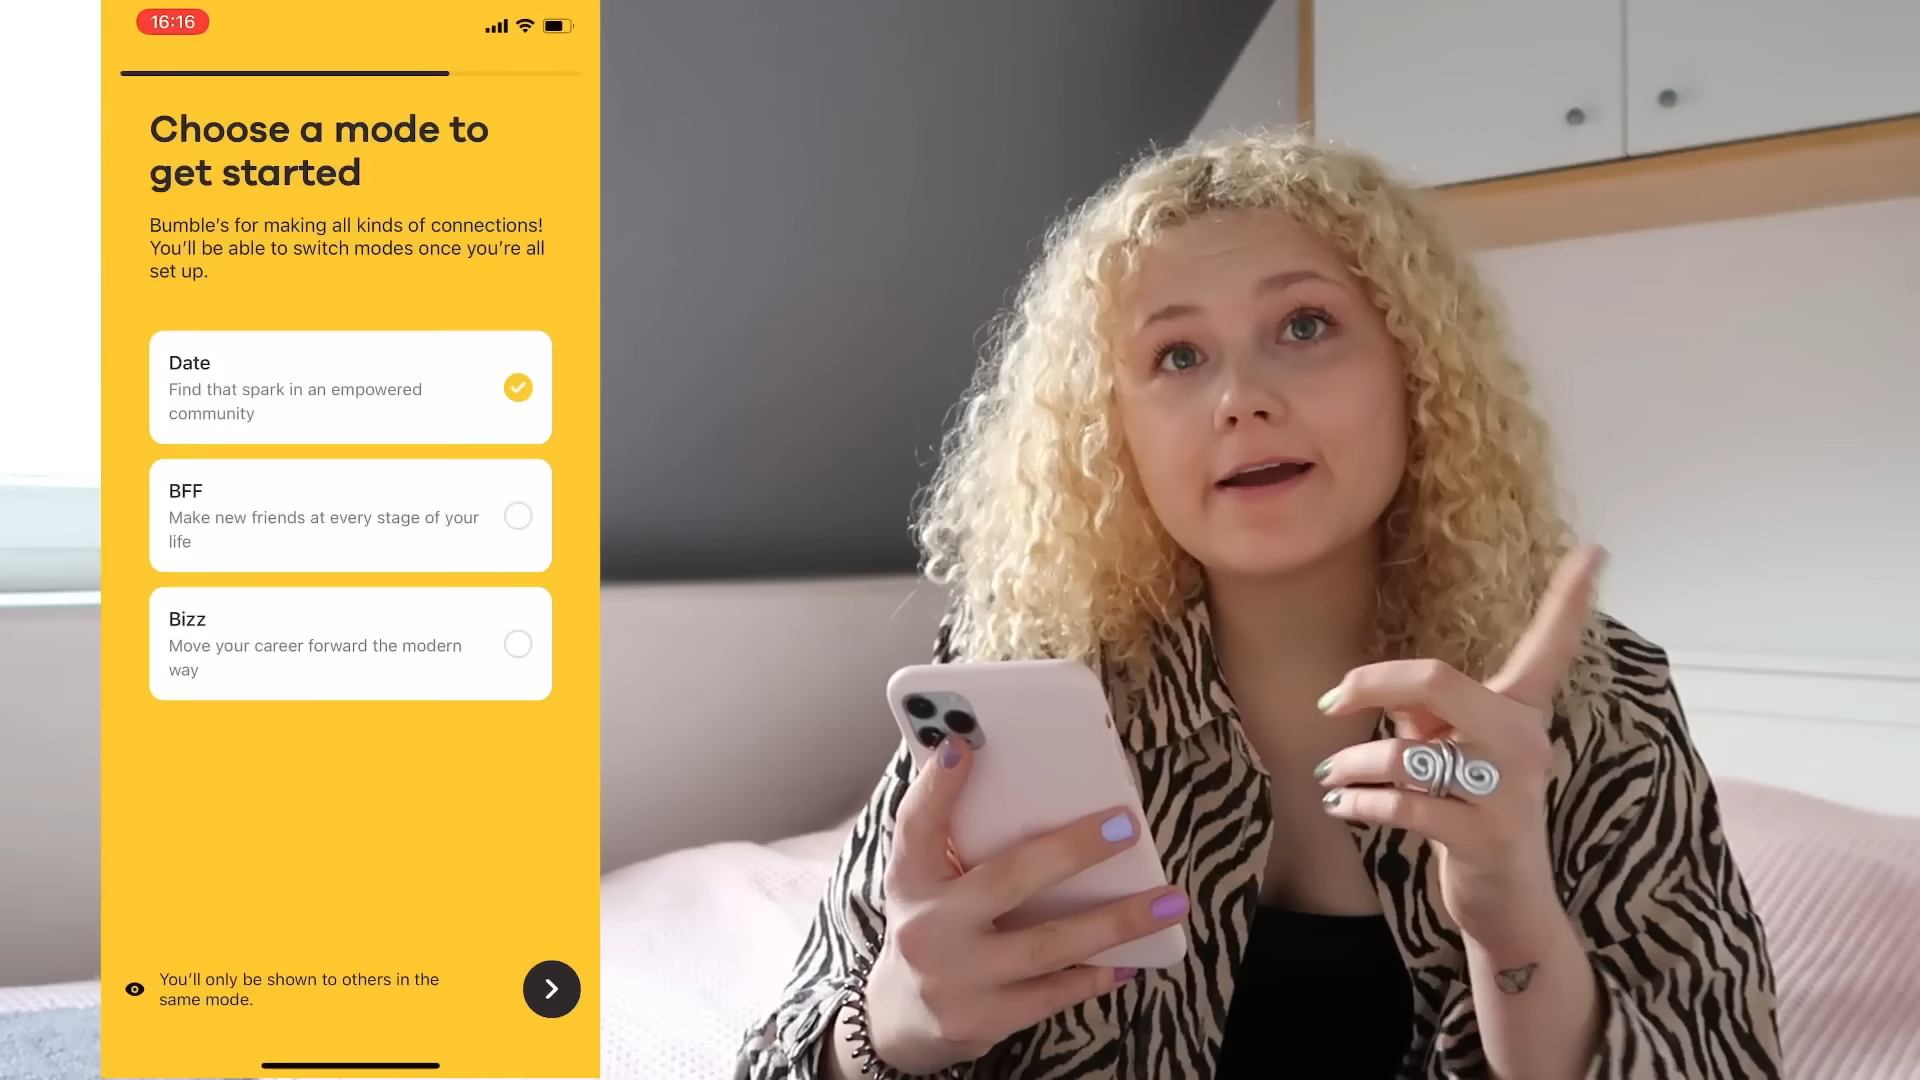 16:16
Choose a mode to
get started
Bumble's for making all kinds of connections!
You'll be able to switch modes once you're all
set up.
Date
Find that spark in an empowered
community
BFF
Make new friends at every stage of your
life
Bizz
Move your career forward the modern
way
You'll only be shown to others in the
same mode.